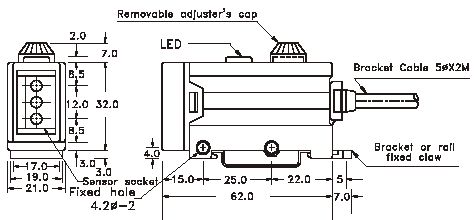 Removable adjuster's cap
2.0
7.0
LED
Bracket Cable 5øX2M
8.5
12.0
32.0
8.5
4.0
Bracket or rail
fixed claw
3.0
3.0
17.0
19.0
21.0
Sensor socket
Fixed hole
4.2ø-2
15.0
25.0
22.0
5
62.0
7.0